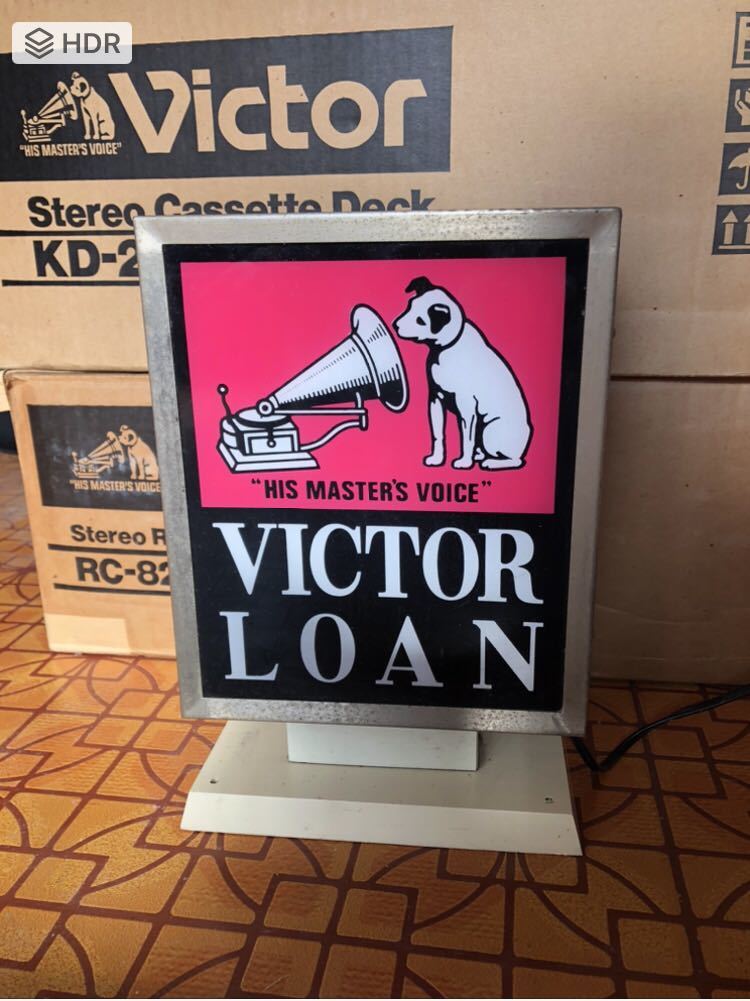 HDR
Victor
"HIS MASTER'S VOICE"
Stereo Cassette Deck
KD-2
"HIS MASTER'S VOICE
Stereo R
RC-82
"HIS MASTER'S VOICE"
VICTOR
LOAN